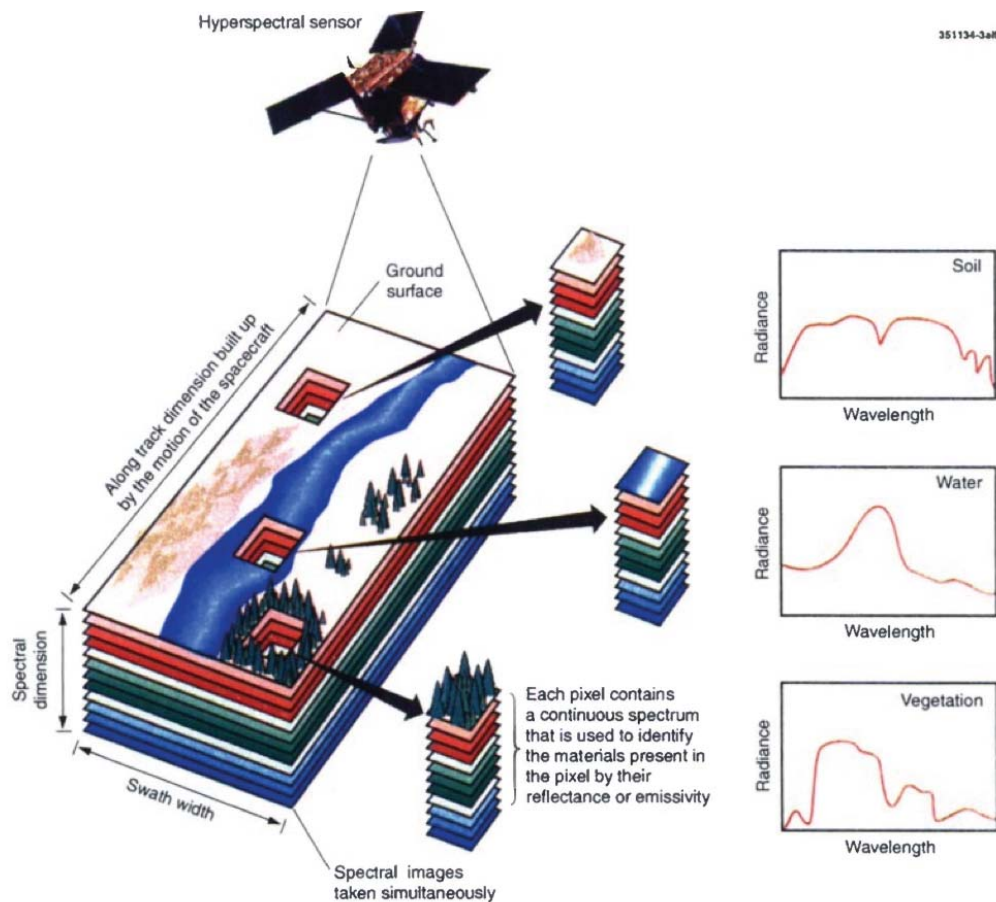 Hyperspectral sensor
Ground
surface
Along track dimension built up
by the motion of the spacecraft
Spectral
dimension
Swath width
Spectral images
taken simultaneously
Each pixel contains
a continuous spectrum
that is used to identify
the materials present in
the pixel by their
reflectance or emissivity
Soil
Radiance
Wavelength
Water
Radiance
Wavelength
Vegetation
Radiance
Wavelength